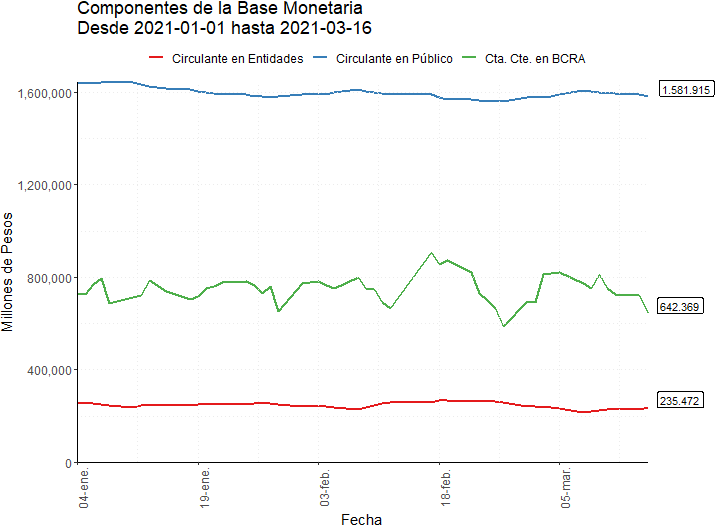 Componentes de la Base Monetaria
Desde 2021-01-01 hasta 2021-03-16
Circulante en Entidades Circulante en Público Cta. Cte. en BCRA
Millones de Pesos
1,600,000
1,200,000
800,000
400,000
0
1.581.915
642.369
235.472
04-ene.
19-ene.
03-feb.
18-feb.
05-mar.
Fecha